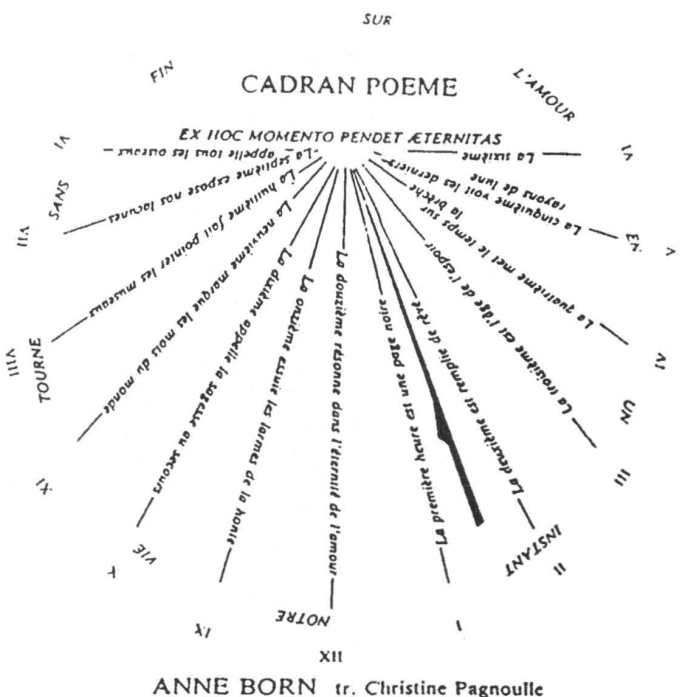 CADRAN POEME
EX HOC MOMENTO PENDET ÆTERNITAS
I
La première heure est une page noire
II
La deuxième est remplie de rêve
III
La troisième est l'âge de l'espoir
IV
La quatrième met le temps sur
la brèche
V
La cinquième voit les derniers
rayons de lune
VI
La sixième
appelle tous les oiseaux
VI
VII
La septième expose nos lacunes
VIII
La huitième fait pointer les museaux
IX
La neuvième marque les mois du monde
X
La dixième appelle la sagesse au secours
XI
La onzième essuie les larmes de la honte
XII
La douzième résonne dans l'éternité de l'amour
EN
UN
INSTANT
NOTRE
VIE
TOURNE
SANS
FIN
SUR
L'AMOUR
ANNE BORN tr. Christine Pagnoulle